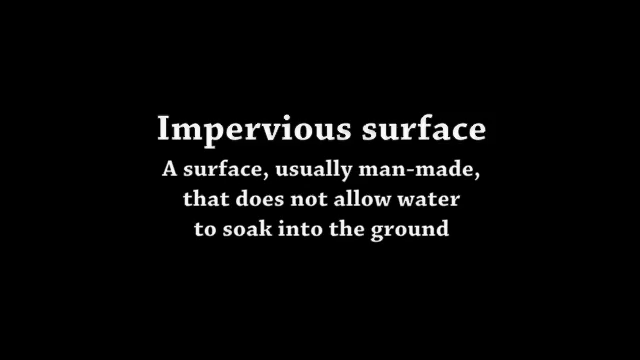 Impervious surface
A surface, usually man-made,
that does not allow water
to soak into the ground